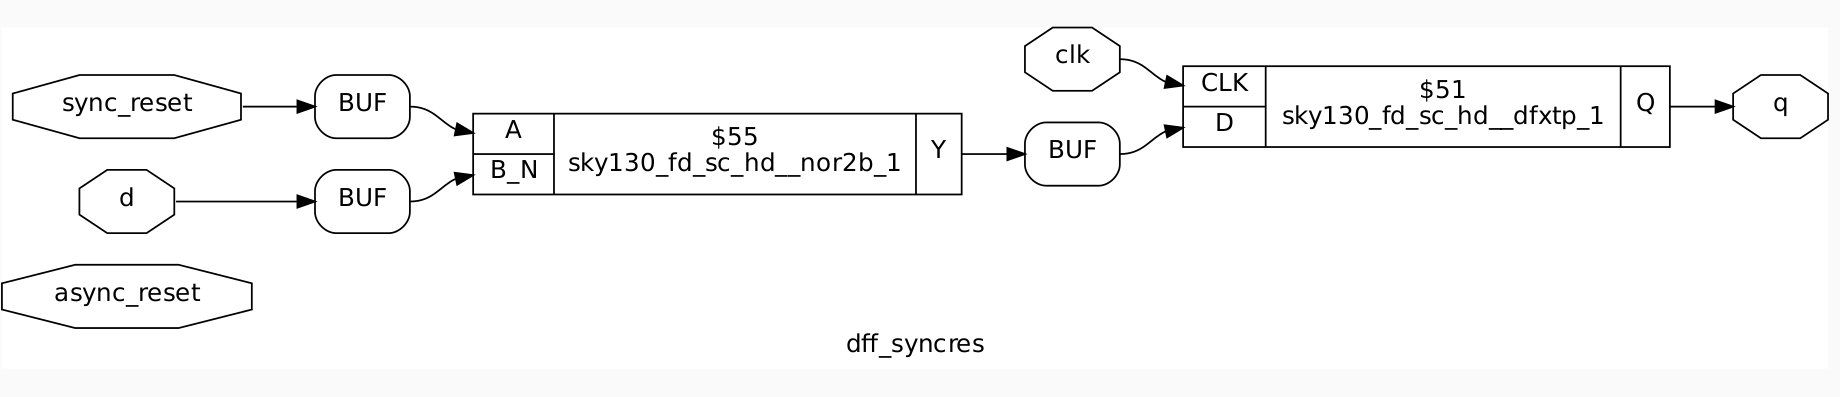 clk
sync_reset
BUF
A
B_N
$55
sky130_fd_sc_hd__nor2b_1
Y
BUF
CLK
D
$51
sky130_fd_sc_hd__dfxtp_1
Q
q
d
BUF
async_reset
dff_syncres